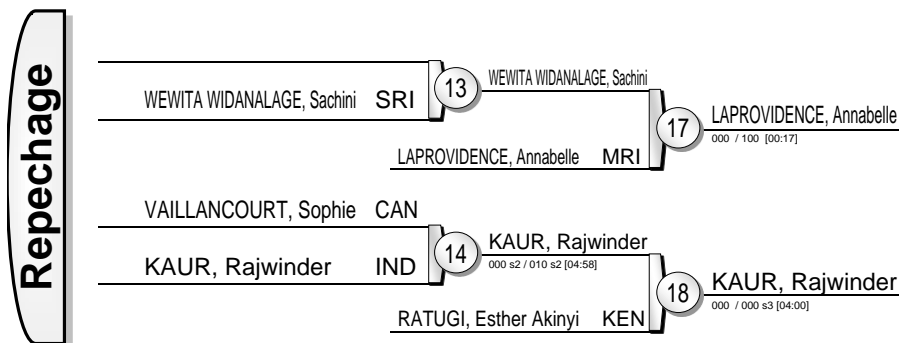 Repechage
WEWITA WIDANALAGE, Sachini SRI
13
WEWITA WIDANALAGE, Sachini
LAPROVIDENCE, Annabelle MRI
17
LAPROVIDENCE, Annabelle
000 / 100 [00:17]
VAILLANCOURT, Sophie CAN
KAUR, Rajwinder IND
14
KAUR, Rajwinder
000 s2 / 010 s2 [04:58]
RATUGI, Esther Akinyi KEN
18
KAUR, Rajwinder
000 / 000 s3 [04:00]